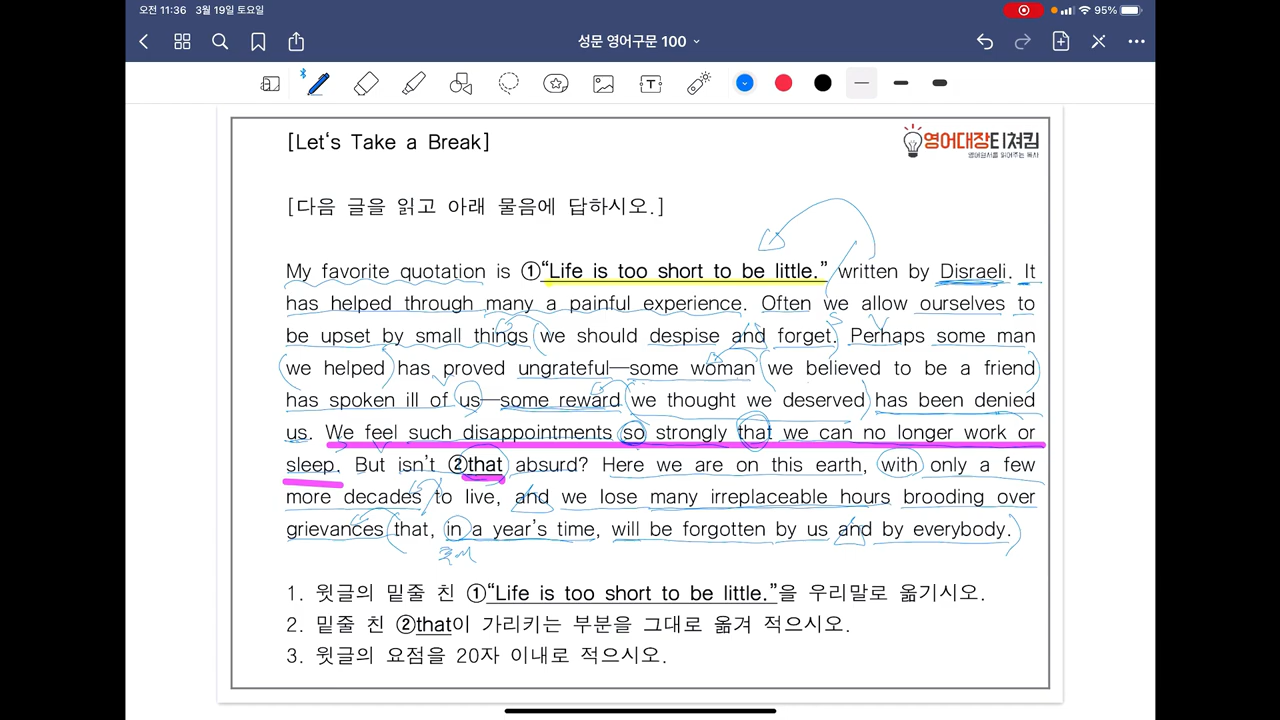 오전 11:36 3월 19일 토요일 95%
성문 영어구문 100
[Let‘s Take a Break]
영어대장티쳐킴
영어원서를 읽어주는 목사
[다음 글을 읽고 아래 물음에 답하시오.]
My favorite quotation is ①“Life is too short to be little.” written by Disraeli. It
has helped through many a painful experience. Often we allow ourselves to
be upset by small things we should despise and forget. Perhaps some man
we helped has proved ungrateful—some woman we believed to be a friend
has spoken ill of us—some reward we thought we deserved has been denied
us. We feel such disappointments so strongly that we can no longer work or
sleep. But isn’t ②that absurd? Here we are on this earth, with only a few
more decades to live, and we lose many irreplaceable hours brooding over
grievances that, in a year’s time, will be forgotten by us and by everybody.
1. 윗글의 밑줄 친 ①“Life is too short to be little.”을 우리말로 옮기시오.
2. 밑줄 친 ②that이 가리키는 부분을 그대로 옮겨 적으시오.
3. 윗글의 요점을 20자 이내로 적으시오.